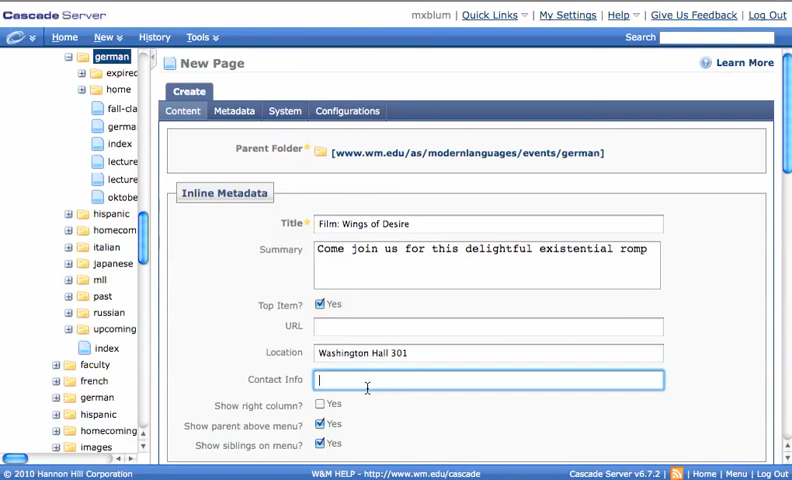 Cascade Server
mxblum | Quick Links | My Settings | Help | Give Us Feedback | Log Out
Home New History Tools Search
german
expired
home
fall-cla
germa
index
lecture
lecture
oktobe
hispanic
homecom
italian
japanese
mll
past
russian
upcoming
index
faculty
french
german
hispanic
homecoming
images
New Page
Learn More
Create
Content Metadata System Configurations
Parent Folder* [www.wm.edu/as/modernlanguages/events/german]
Inline Metadata
Title* Film: Wings of Desire
Summary Come join us for this delightful existential romp
Top Item? Yes
URL
Location Washington Hall 301
Contact Info
Show right column? Yes
Show parent above menu? Yes
Show siblings on menu? Yes
© 2010 Hannon Hill Corporation W&M HELP - http://www.wm.edu/cascade Cascade Server v6.7.2 | Home | Menu | Log Out